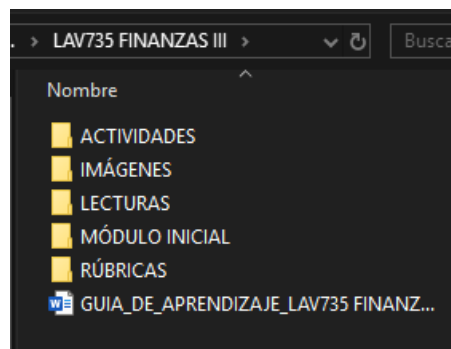 . > LAV735 FINANZAS III > Busca
Nombre
ACTIVIDADES
IMÁGENES
LECTURAS
MÓDULO INICIAL
RÚBRICAS
GUIA_DE_APRENDIZAJE_LAV735 FINANZ...